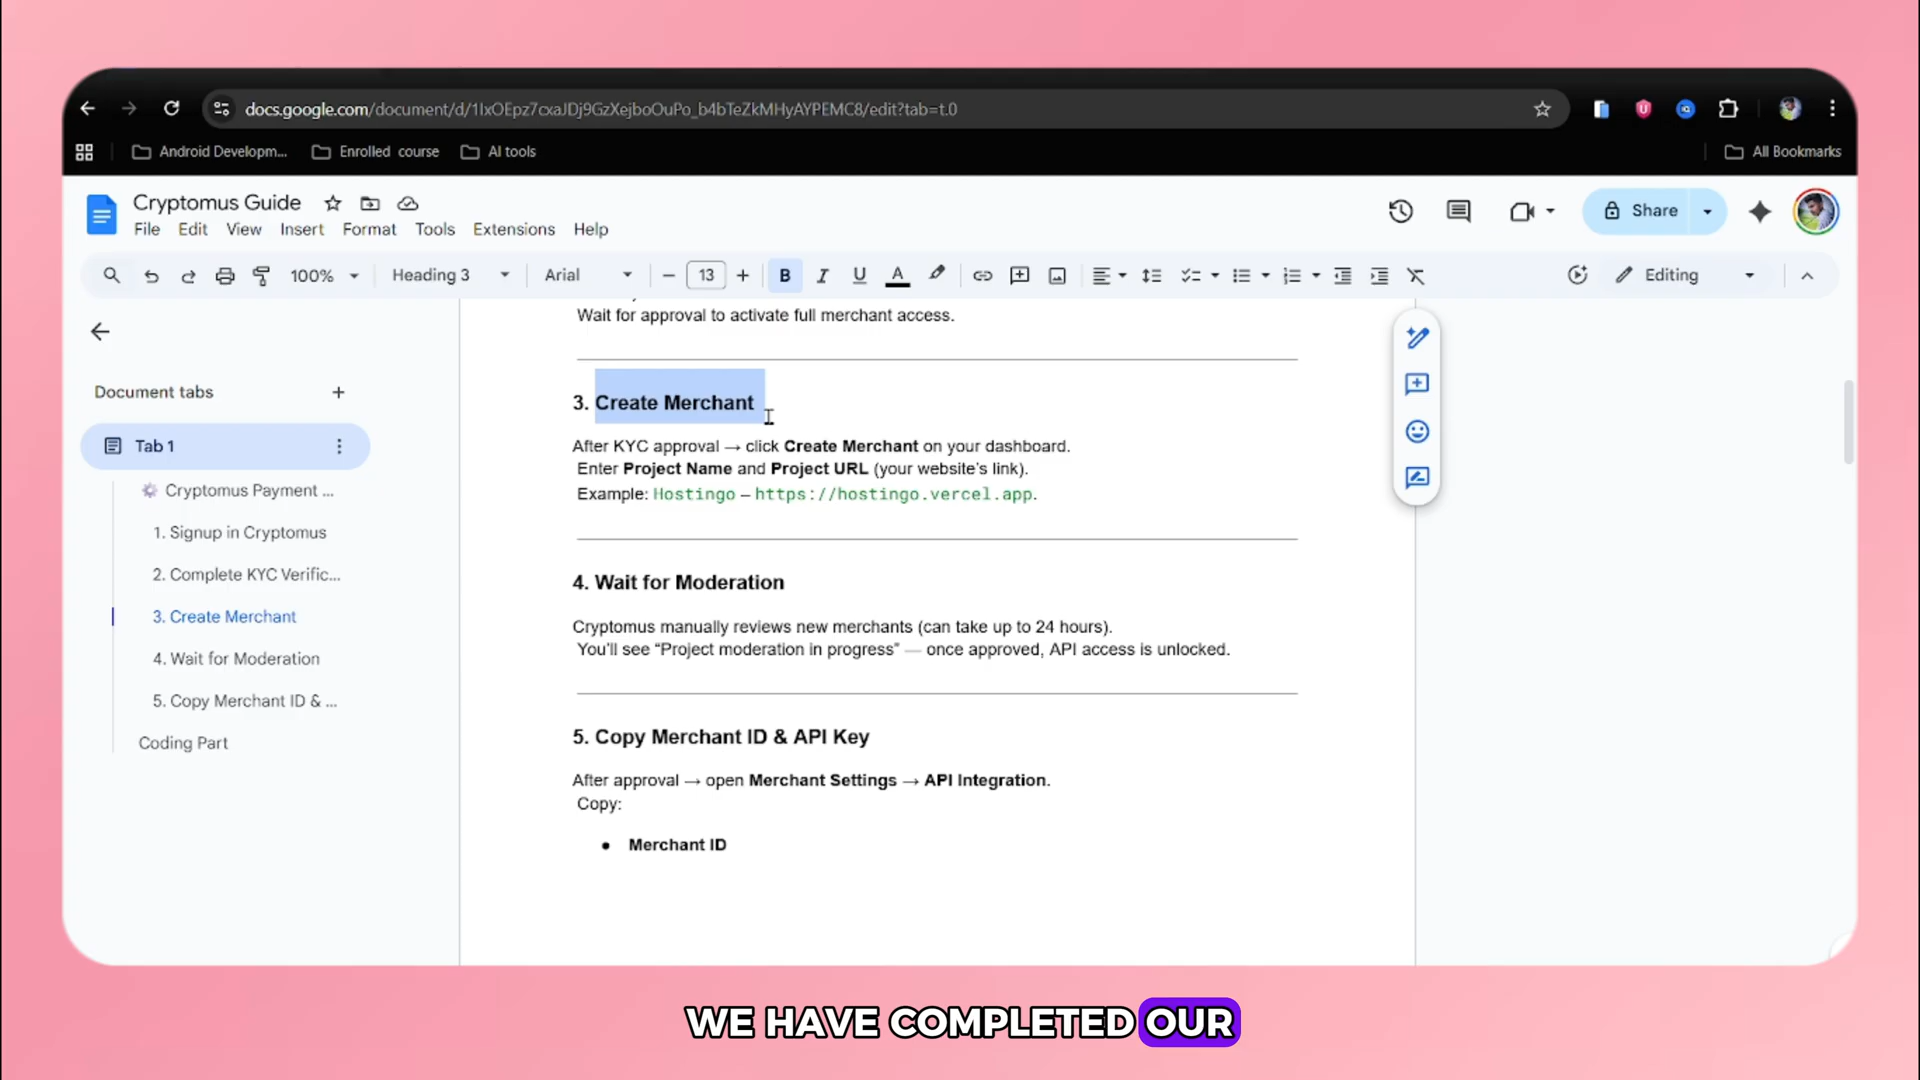 docs.google.com/document/d/1IxOEpz7cxaJDj9GzXejboOuPo_b4bTeZkMHyAYPEMC8/edit?tab=t.0
Android Developm...
Enrolled course
AI tools
All Bookmarks
Cryptomus Guide
File Edit View Insert Format Tools Extensions Help
Share
100%
Heading 3
Arial
13
B I U A
Editing
Document tabs
Tab 1
Cryptomus Payment ...
1. Signup in Cryptomus
2. Complete KYC Verific...
3. Create Merchant
4. Wait for Moderation
5. Copy Merchant ID & ...
Coding Part
Wait for approval to activate full merchant access.
3. Create Merchant
After KYC approval → click Create Merchant on your dashboard.
Enter Project Name and Project URL (your website's link).
Example: Hostingo – https://hostingo.vercel.app.
4. Wait for Moderation
Cryptomus manually reviews new merchants (can take up to 24 hours).
You'll see “Project moderation in progress” — once approved, API access is unlocked.
5. Copy Merchant ID & API Key
After approval → open Merchant Settings → API Integration.
Copy:
● Merchant ID
WE HAVE COMPLETED OUR